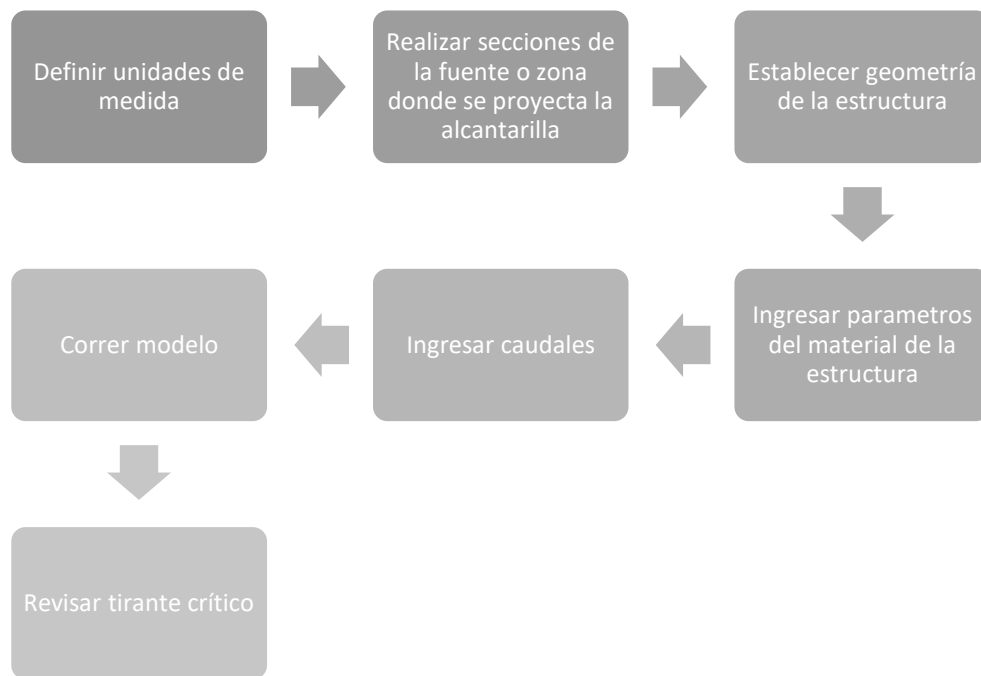 Definir unidades de
medida
Realizar secciones de
la fuente o zona
donde se proyecta la
alcantarilla
Establecer geometría
de la estructura
Ingresar parametros
del material de la
estructura
Ingresar caudales
Correr modelo
Revisar tirante crítico